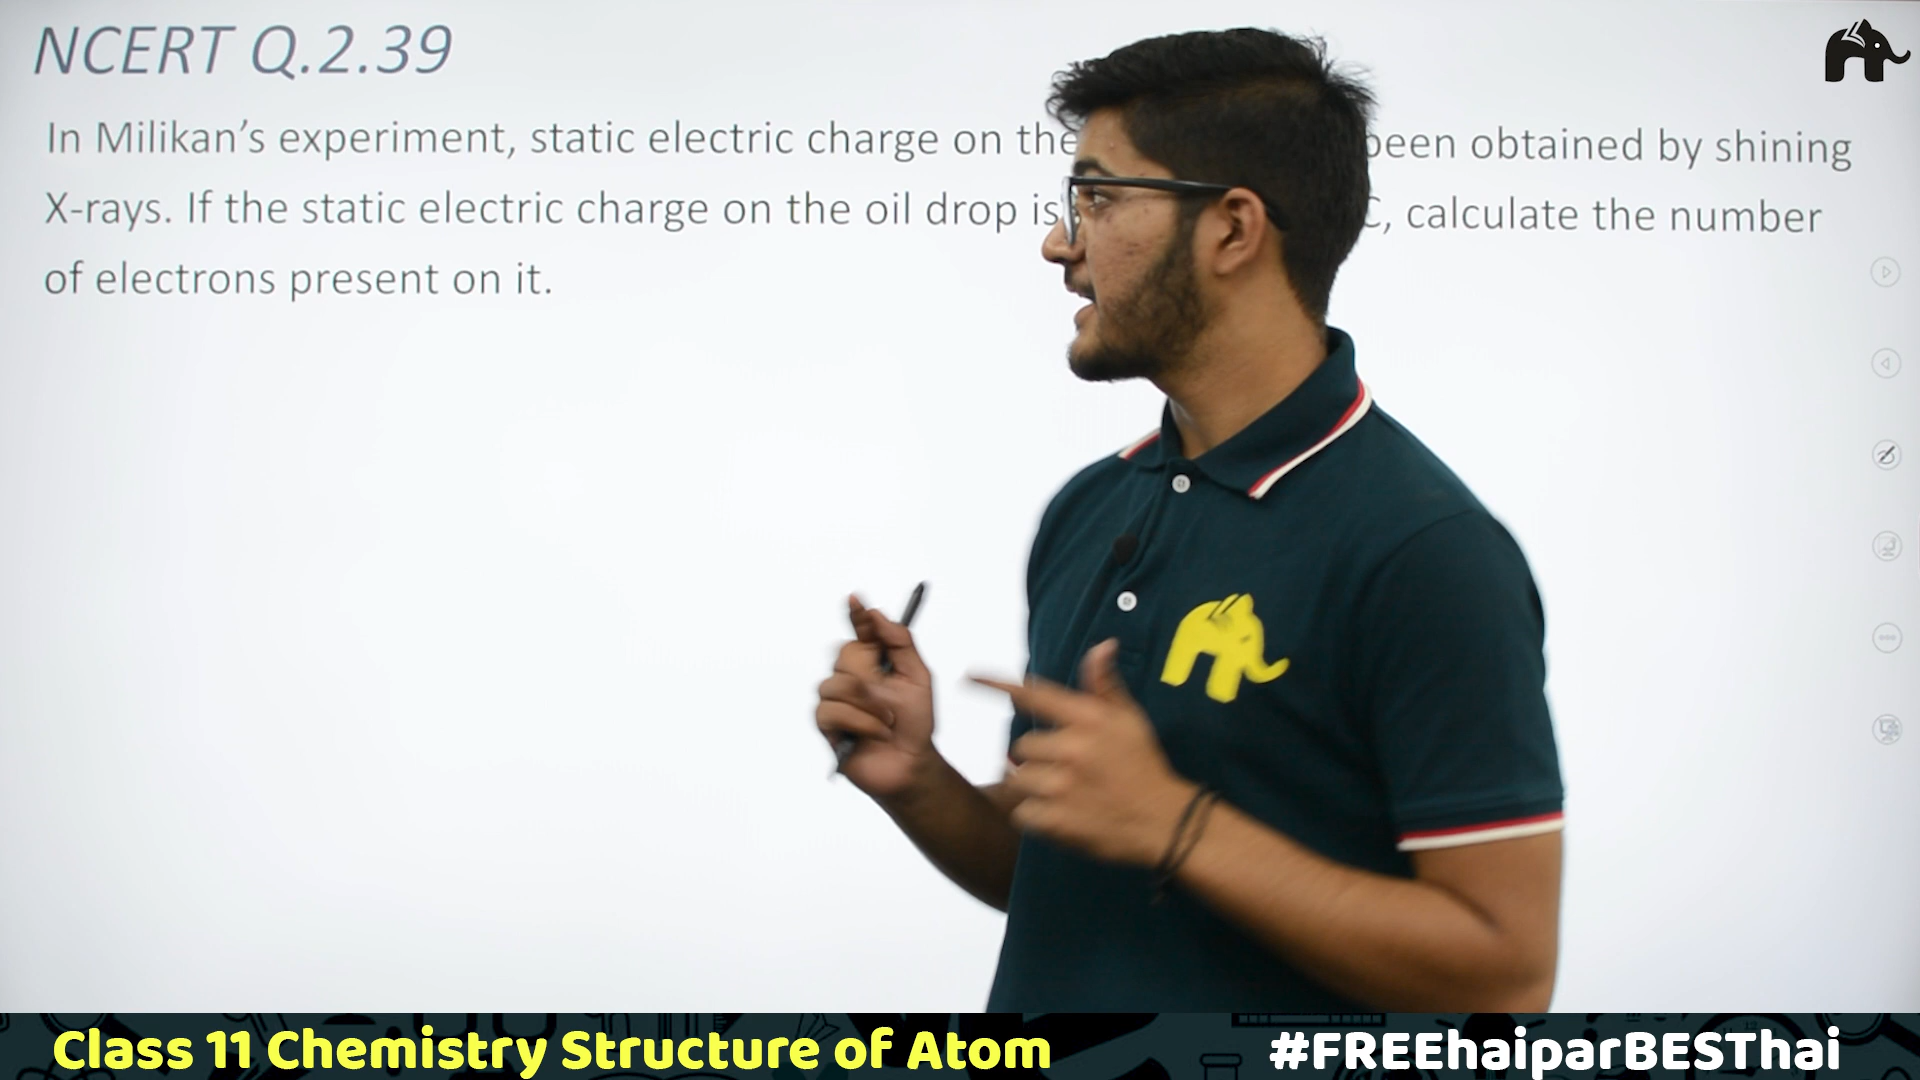 NCERT Q.2.39
In Milikan’s experiment, static electric charge on the been obtained by shining
X-rays. If the static electric charge on the oil drop is C, calculate the number
of electrons present on it.
Class 11 Chemistry Structure of Atom
#FREEhaiparBESThai